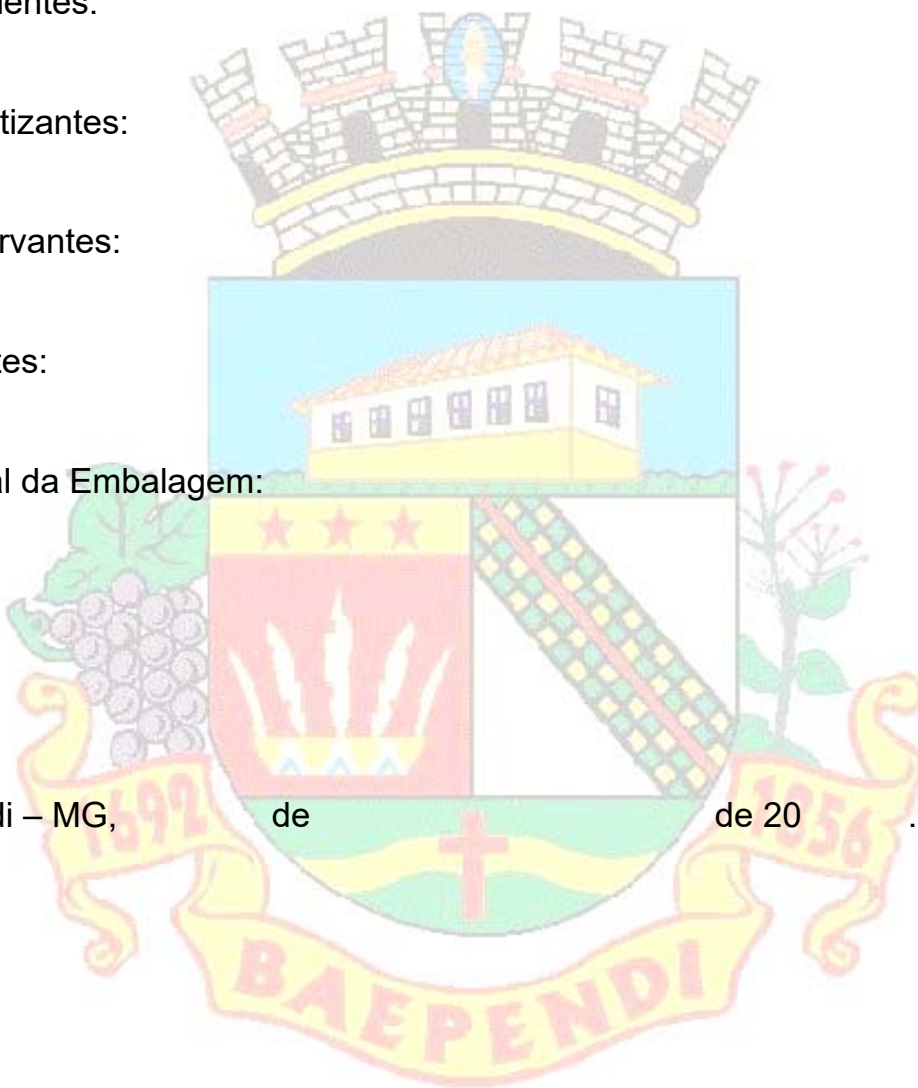 entes:
tizantes:
rvantes:
tes:
al da Embalagem:
di – MG, de de 20 .
1692 1856
BAEPENDI